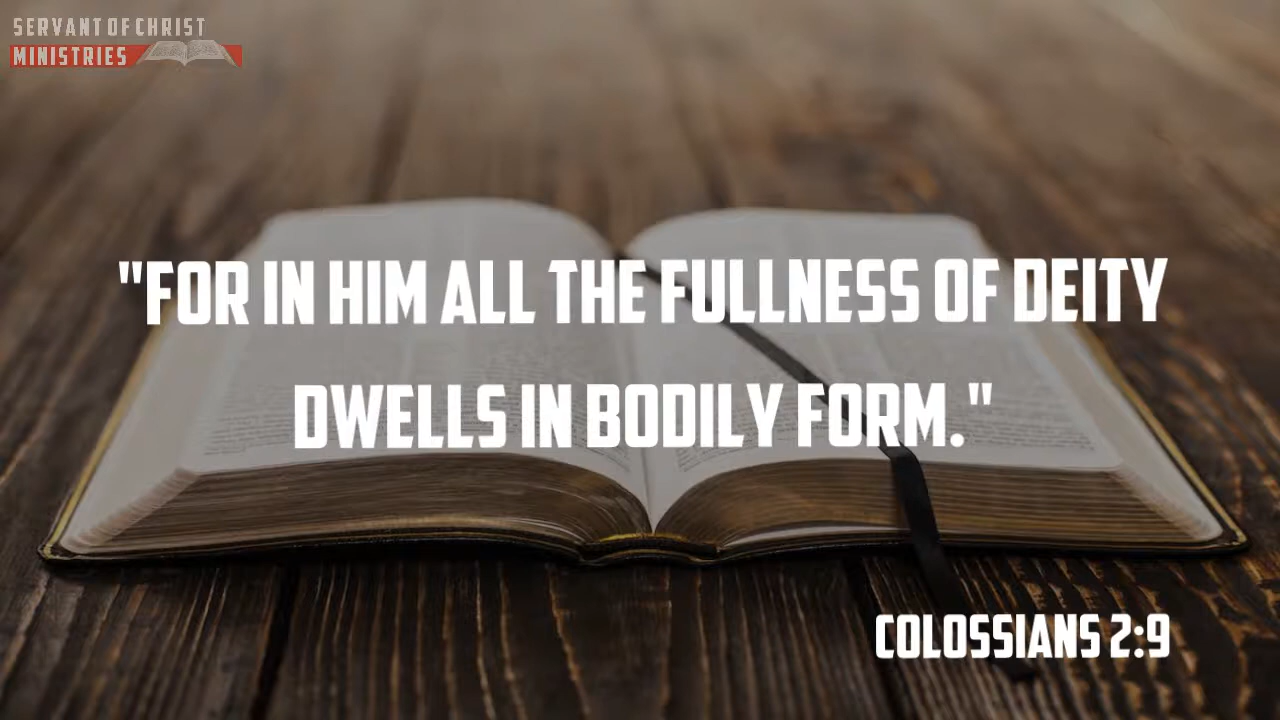 SERVANT OF CHRIST
MINISTRIES
"FOR IN HIM ALL THE FULLNESS OF DEITY
DWELLS IN BODILY FORM."
COLOSSIANS 2:9